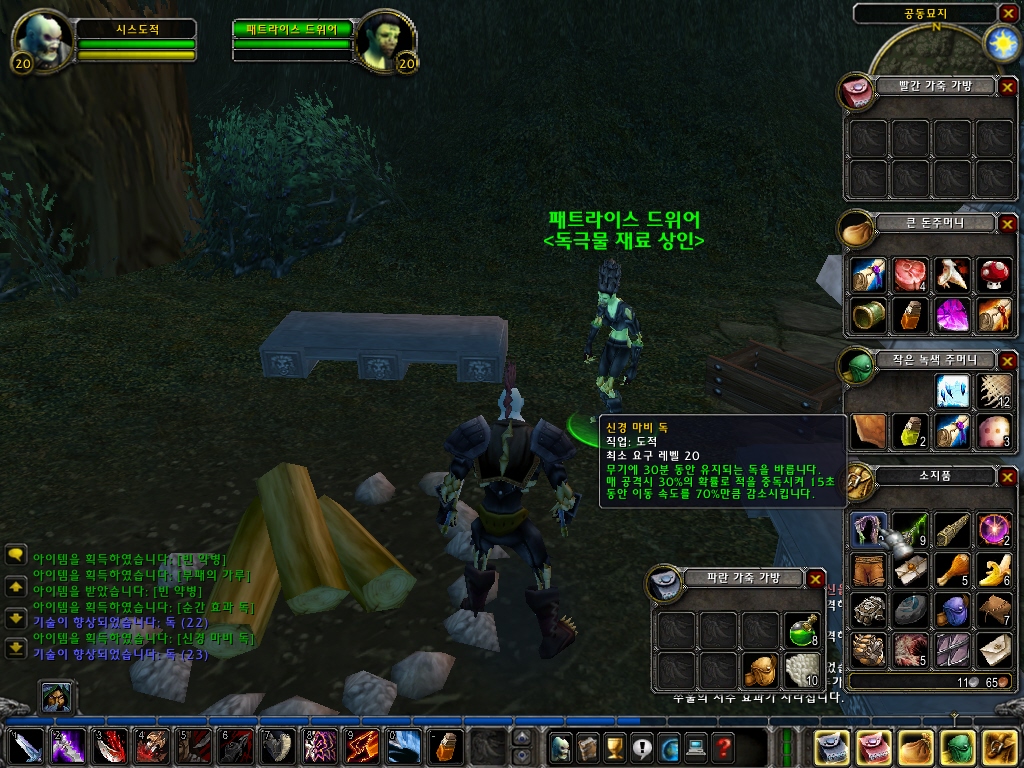 시스도적
20
패트라이스 드위어
20
공동묘지
N
빨간 가죽 가방
패트라이스 드위어
<독극물 재료 상인>
큰 돈주머니
4
작은 녹색 주머니
12
2
3
신경 마비 독
직업: 도적
최소 요구 레벨 20
무기에 30분 동안 유지되는 독을 바릅니다.
매 공격시 30%의 확률로 적을 중독시켜 15초
동안 이동 속도를 70%만큼 감소시킵니다.
소지품
9
2
5
6
7
5
11
65
아이템을 획득하였습니다: [빈 약병]
아이템을 획득하였습니다: [부패의 가루]
아이템을 받았습니다: [빈 약병]
아이템을 획득하였습니다: [순간 효과 독]
기술이 향상되었습니다: 독 (22)
아이템을 획득하였습니다: [신경 마비 독]
기술이 향상되었습니다: 독 (23)
파란 가죽 가방
8
10
3
4
5
6
8
9
0